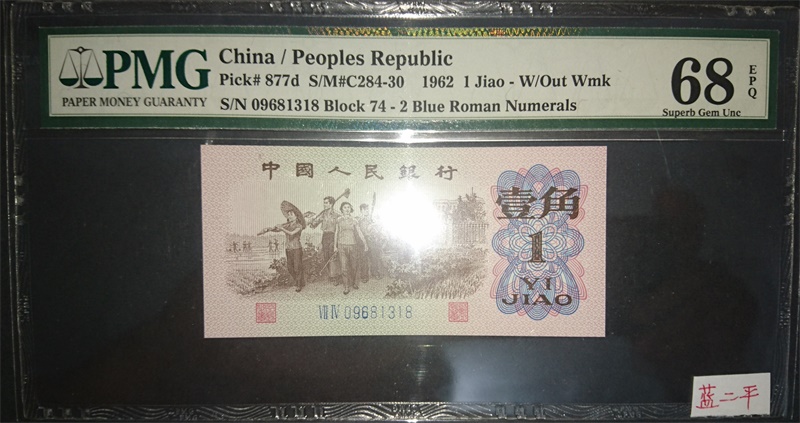 PMG
PAPER MONEY GUARANTY
China / Peoples Republic
Pick# 877d S/M#C284-30 1962 1 Jiao - W/Out Wmk
S/N 09681318 Block 74 - 2 Blue Roman Numerals
68
EPQ
Superb Gem Unc
中國人民銀行
壹角
1
YI
JIAO
Ⅶ Ⅳ 09681318
蓝二平